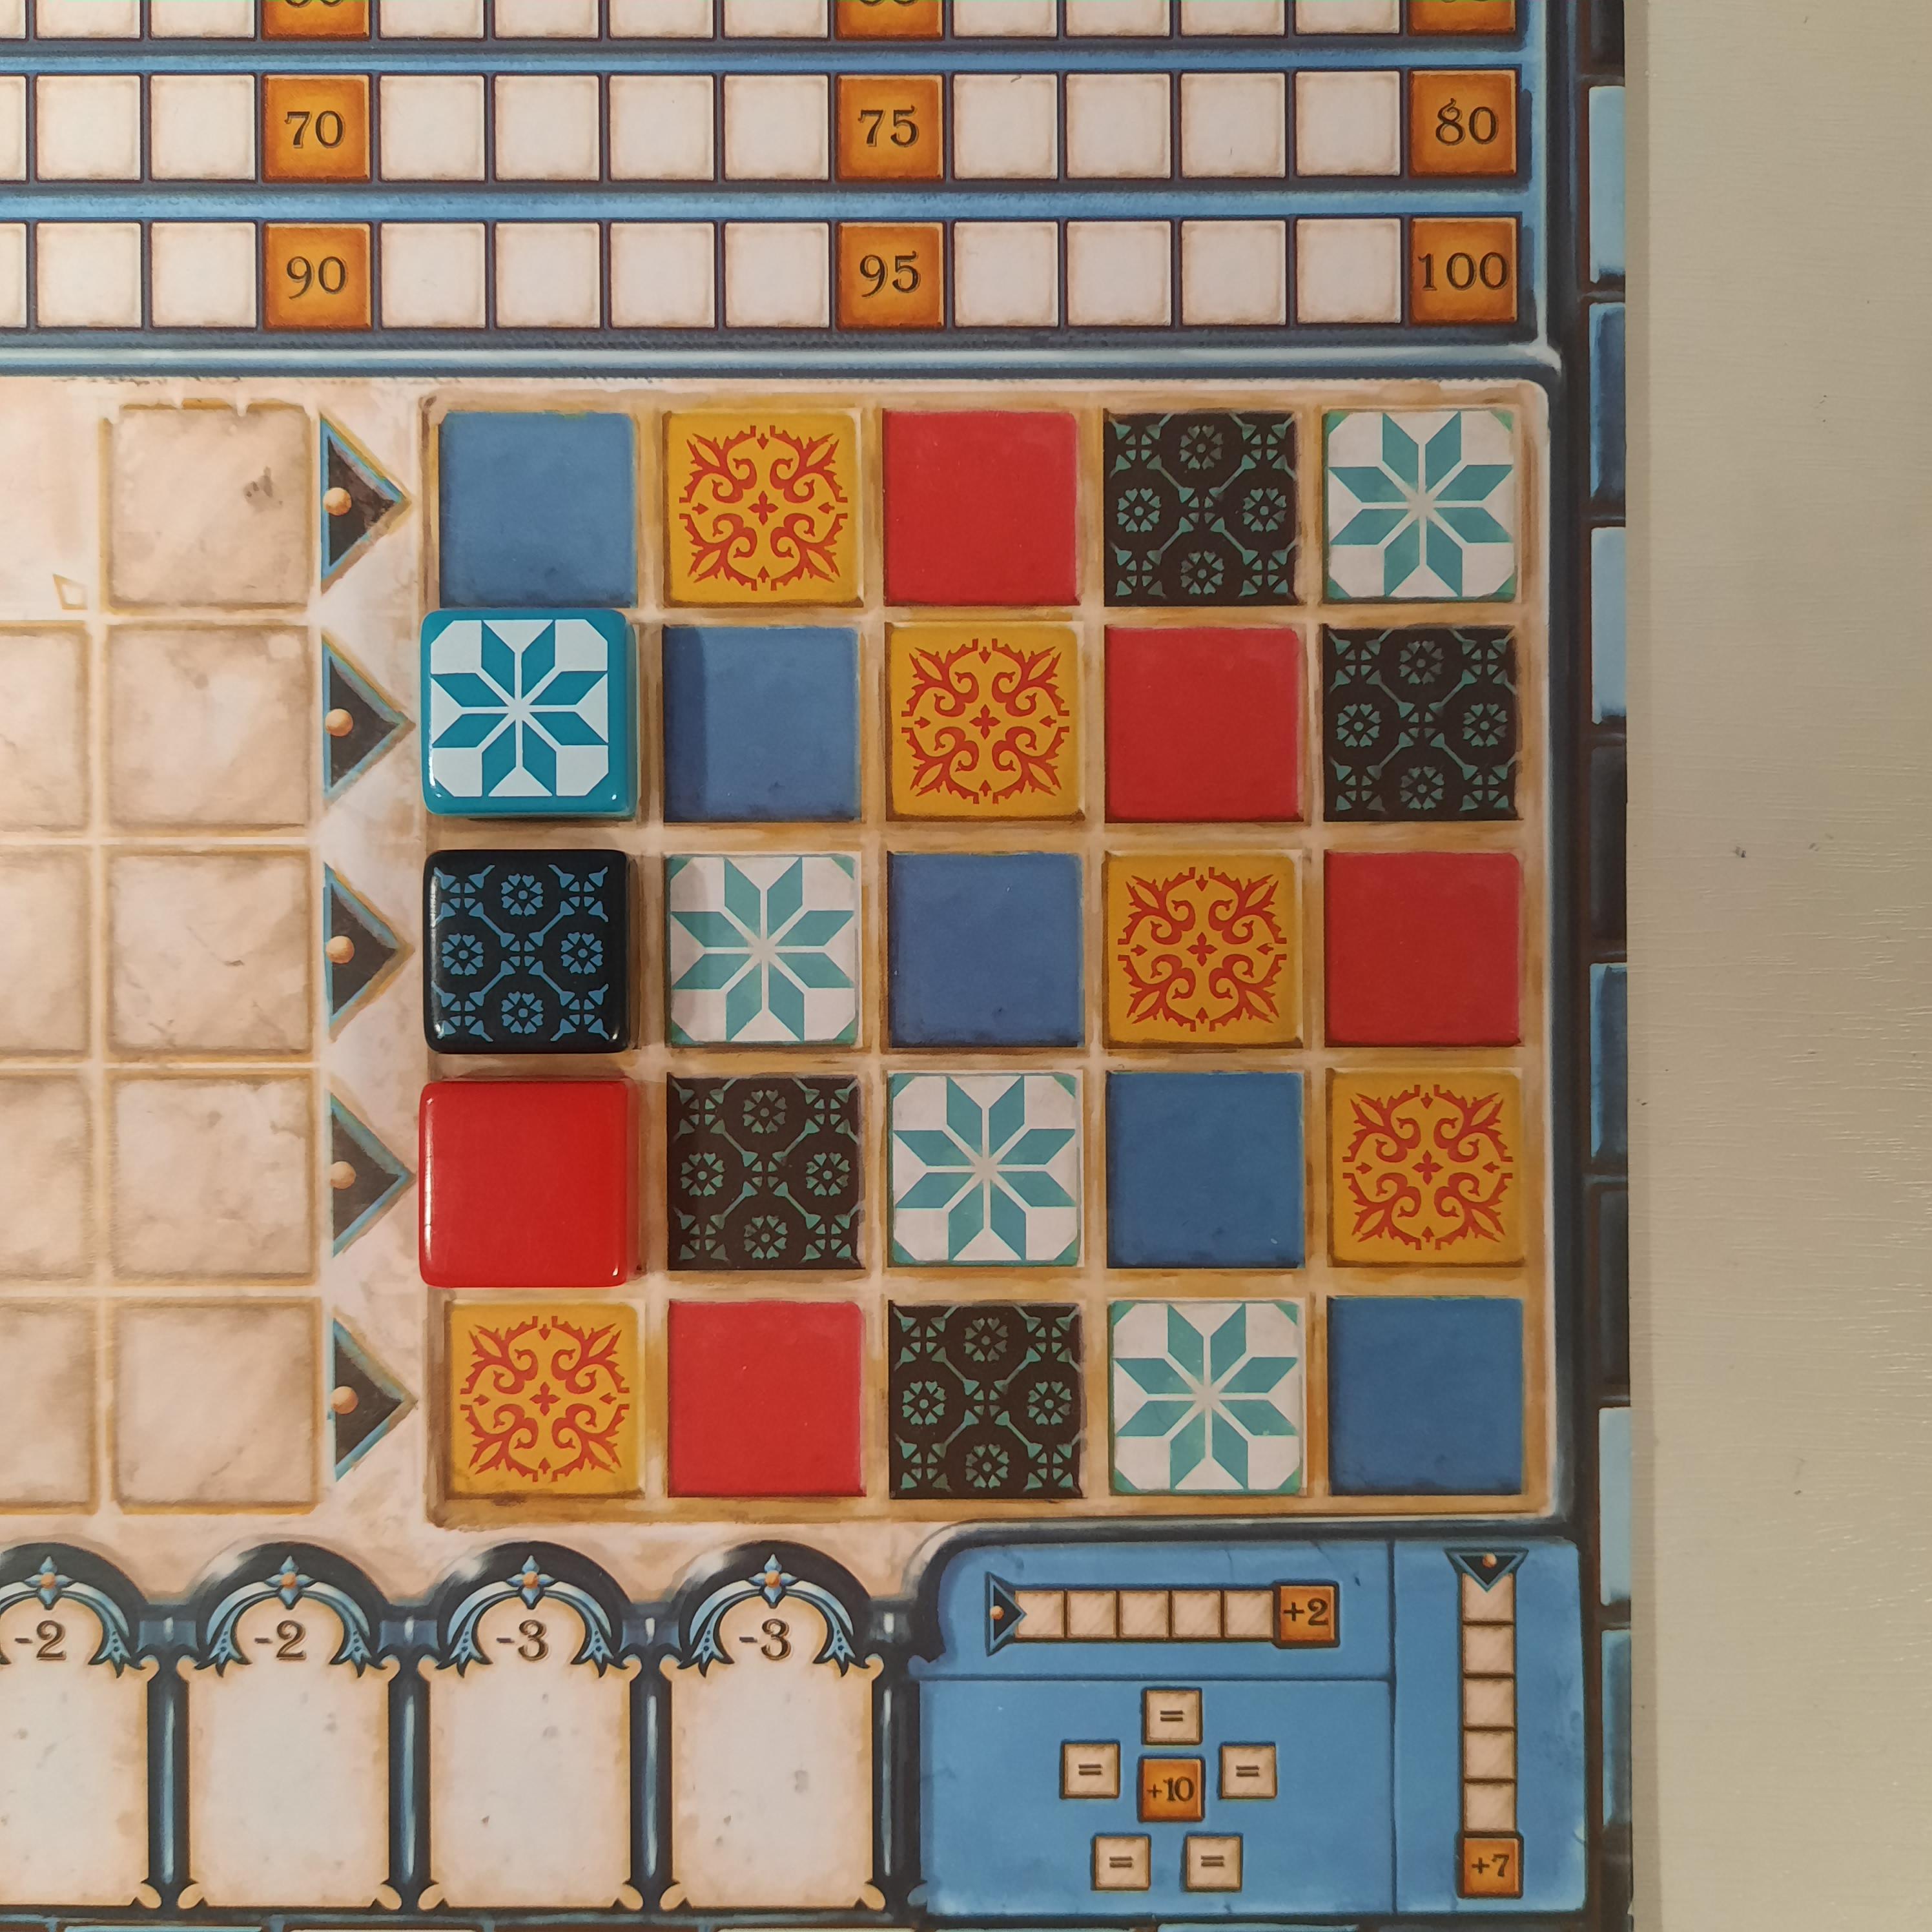 70 75 80
90 95 100
-2 -2 -3 -3
+2
=
= =
+10
= =
+7